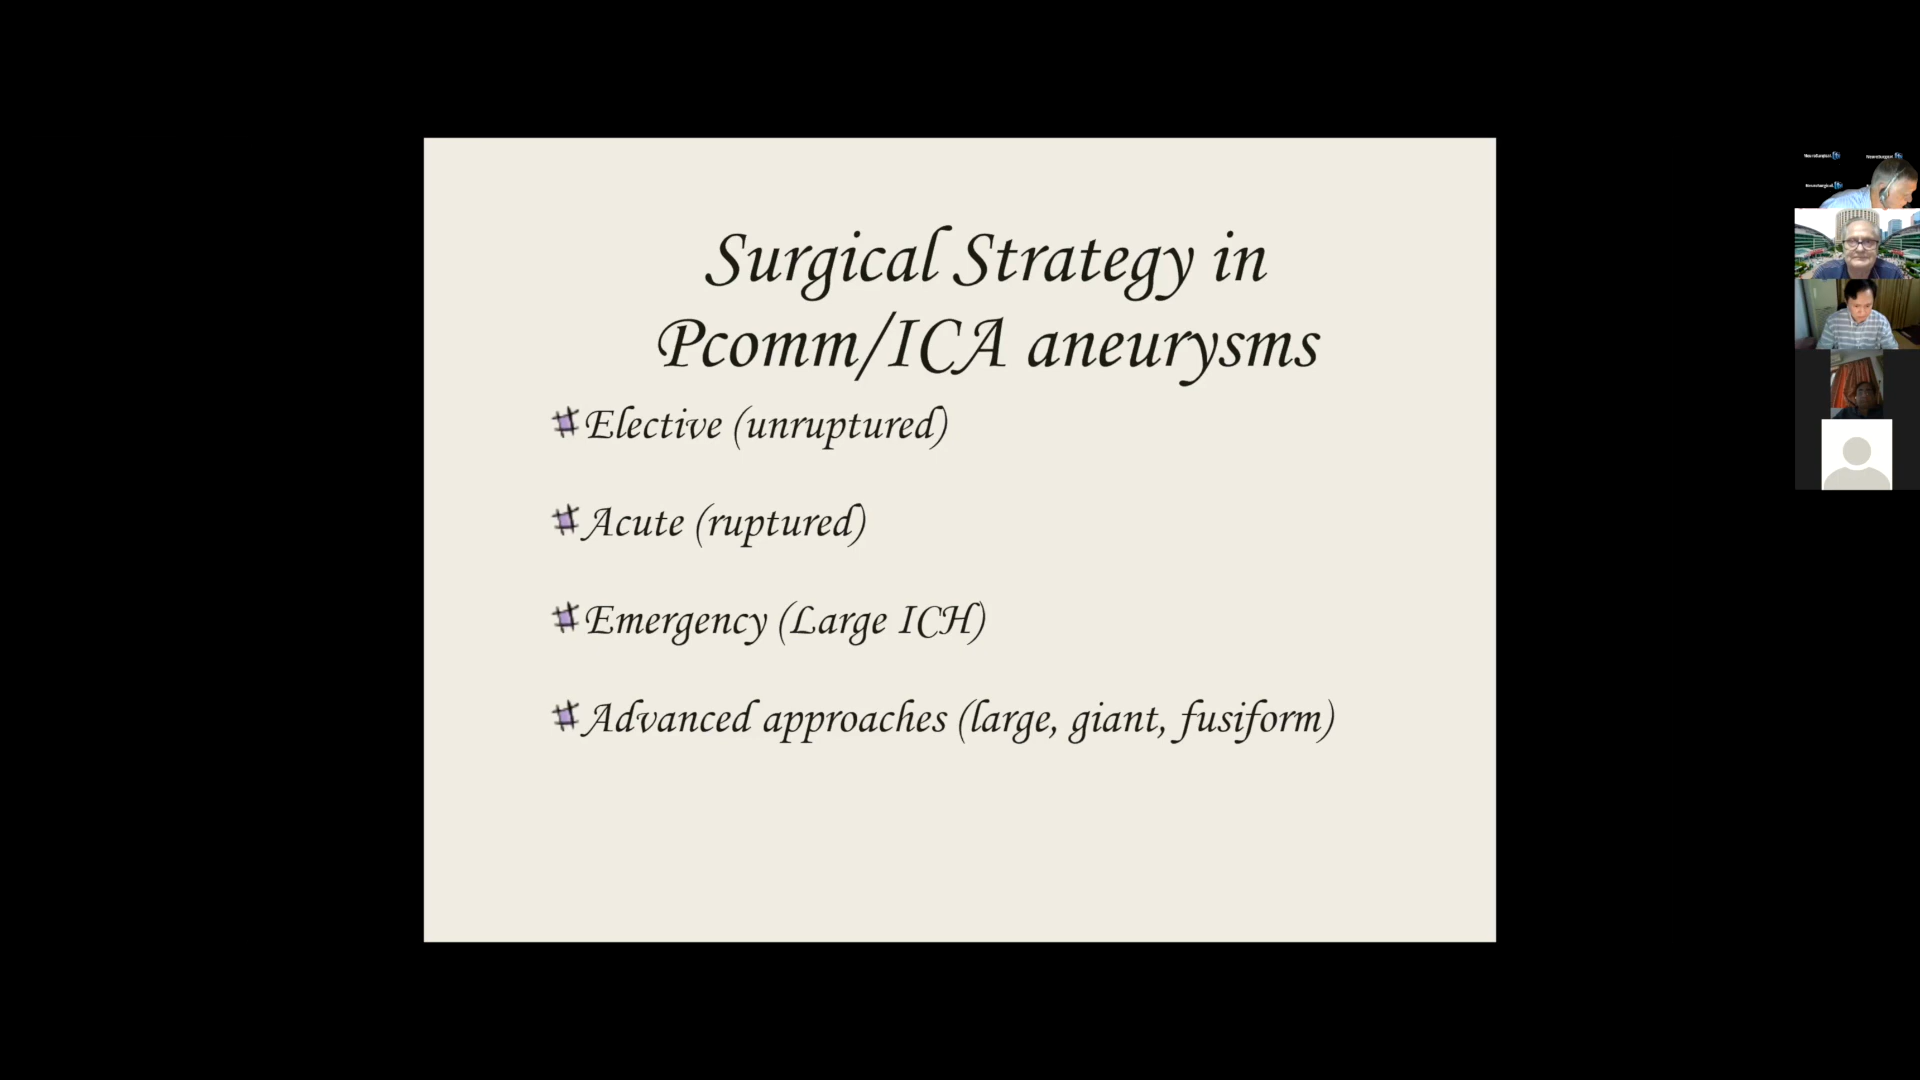 Surgical Strategy in
Pcomm/ICA aneurysms
Elective (unruptured)
Acute (ruptured)
Emergency (Large ICH)
Advanced approaches (large, giant, fusiform)